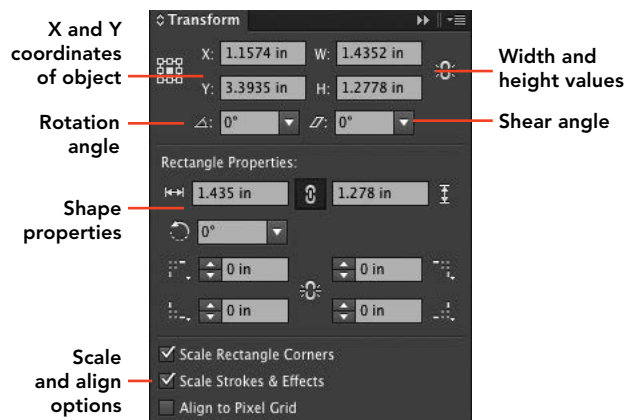 Transform
X and Y
coordinates
of object
X: 1.1574 in W: 1.4352 in
Y: 3.3935 in H: 1.2778 in
Width and
height values
Rotation
angle
: 0° : 0°
Shear angle
Rectangle Properties:
1.435 in 1.278 in
Shape
properties
0°
0 in 0 in
0 in 0 in
Scale
and align
options
Scale Rectangle Corners
Scale Strokes & Effects
Align to Pixel Grid